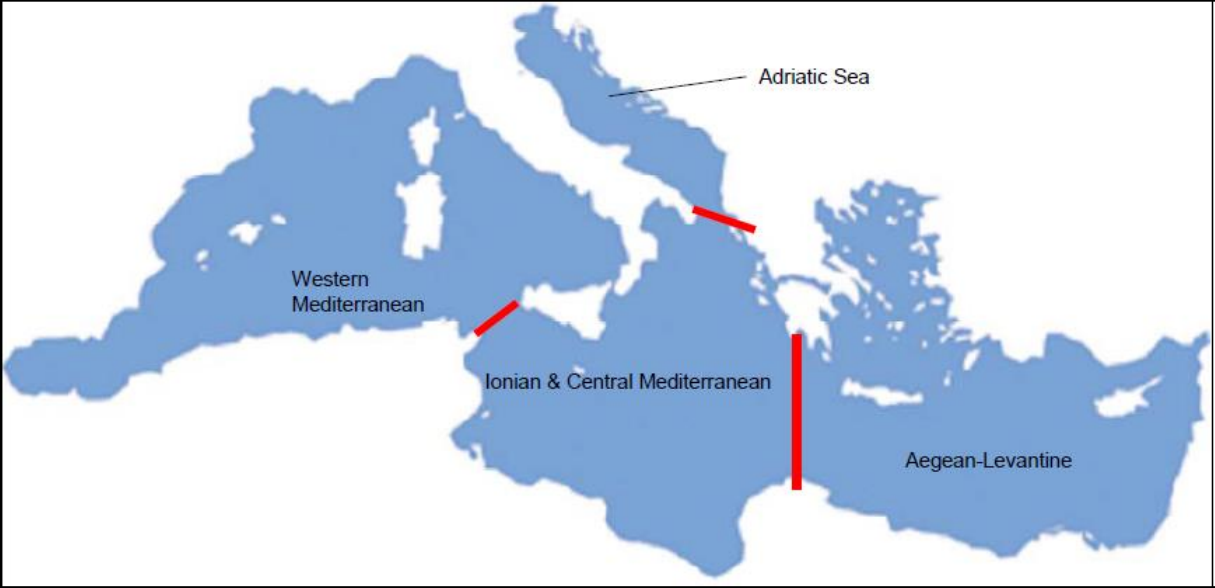 Adriatic Sea
Western
Mediterranean
Ionian & Central Mediterranean
Aegean-Levantine